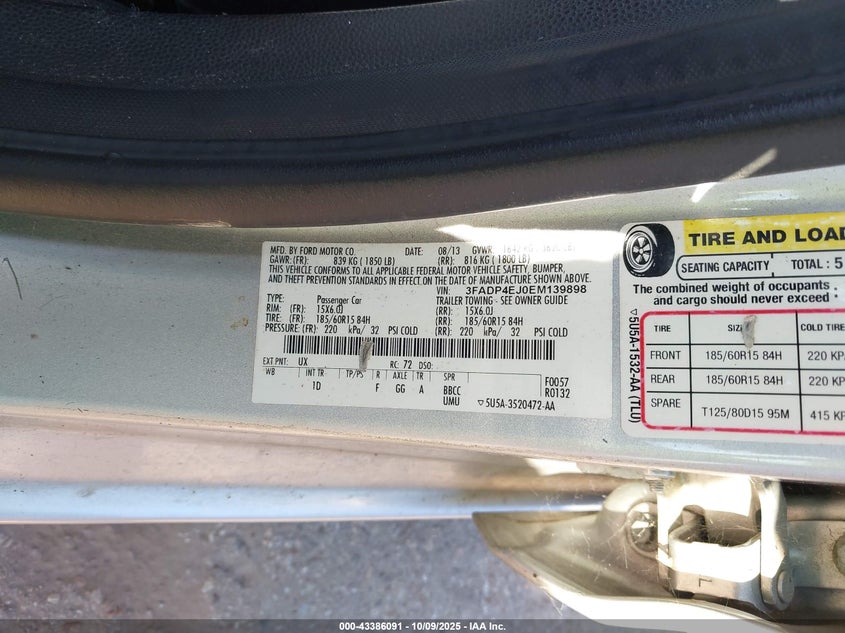 MFD. BY FORD MOTOR CO. DATE: 08/13 GVWR: 1642 KG
GAWR: (FR): 839 KG ( 1850 LB) (RR): 816 KG ( 1800 LB)
THIS VEHICLE CONFORMS TO ALL APPLICABLE FEDERAL MOTOR VEHICLE SAFETY, BUMPER,
AND THEFT PREVENTION STANDARDS IN EFFECT ON THE DATE OF MANUFACTURE SHOWN ABOVE.
VIN: 3FADP4EJ0EM139898
TYPE: Passenger Car TRAILER TOWING - SEE OWNER GUIDE
RIM: (FR): 15X6.0J (RR): 15X6.0J
TIRE: (FR): 185/60R15 84H (RR): 185/60R15 84H
PRESSURE: (FR): 220 kPa/ 32 PSI COLD (RR): 220 kPa/ 32 PSI COLD
EXT PNT: UX RC: 72 DSO:
WB INT TR TP/PS R AXLE TR SPR F0057
1D F GG A BBCC R0132
UMU ▽5U5A-3520472-AA
TIRE AND LOAD
SEATING CAPACITY TOTAL : 5
The combined weight of occupants
and cargo should never exceed
▽5U5A-1532-AA (TLU)
TIRE SIZE COLD TIRE
FRONT 185/60R15 84H 220 KP
REAR 185/60R15 84H 220 KP
SPARE T125/80D15 95M 415 KP
L
000-43386091 - 10/09/2025 - IAA Inc.